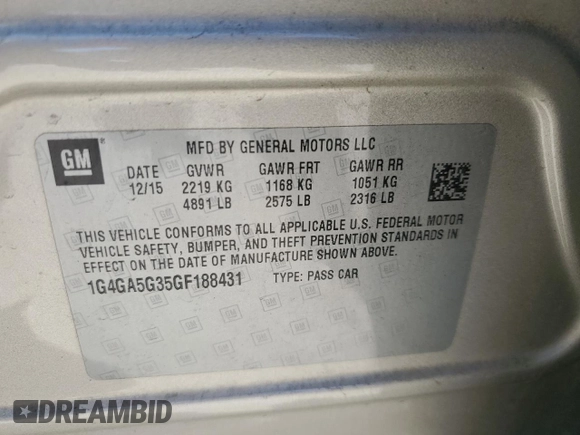 GM
MFD BY GENERAL MOTORS LLC
DATE GVWR GAWR FRT GAWR RR
12/15 2219 KG 1168 KG 1051 KG
4891 LB 2575 LB 2316 LB
THIS VEHICLE CONFORMS TO ALL APPLICABLE U.S. FEDERAL MOTOR
VEHICLE SAFETY, BUMPER, AND THEFT PREVENTION STANDARDS IN
EFFECT ON THE DATE OF MANUFACTURE SHOWN ABOVE.
1G4GA5G35GF188431 TYPE: PASS CAR
DREAMBID